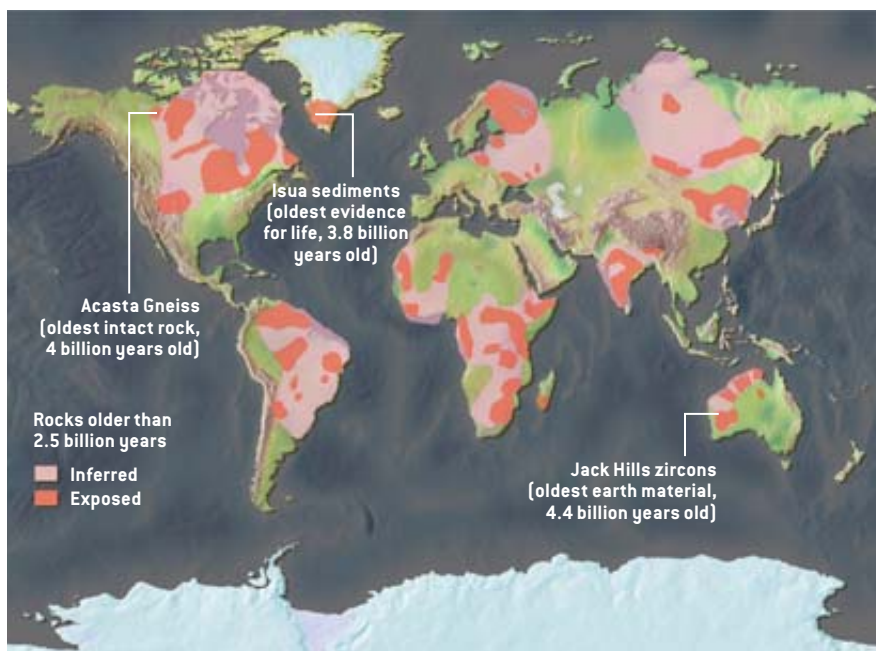 Isua sediments
(oldest evidence
for life, 3.8 billion
years old)
Acasta Gneiss
(oldest intact rock,
4 billion years old)
Rocks older than
2.5 billion years
Inferred
Exposed
Jack Hills zircons
(oldest earth material,
4.4 billion years old)